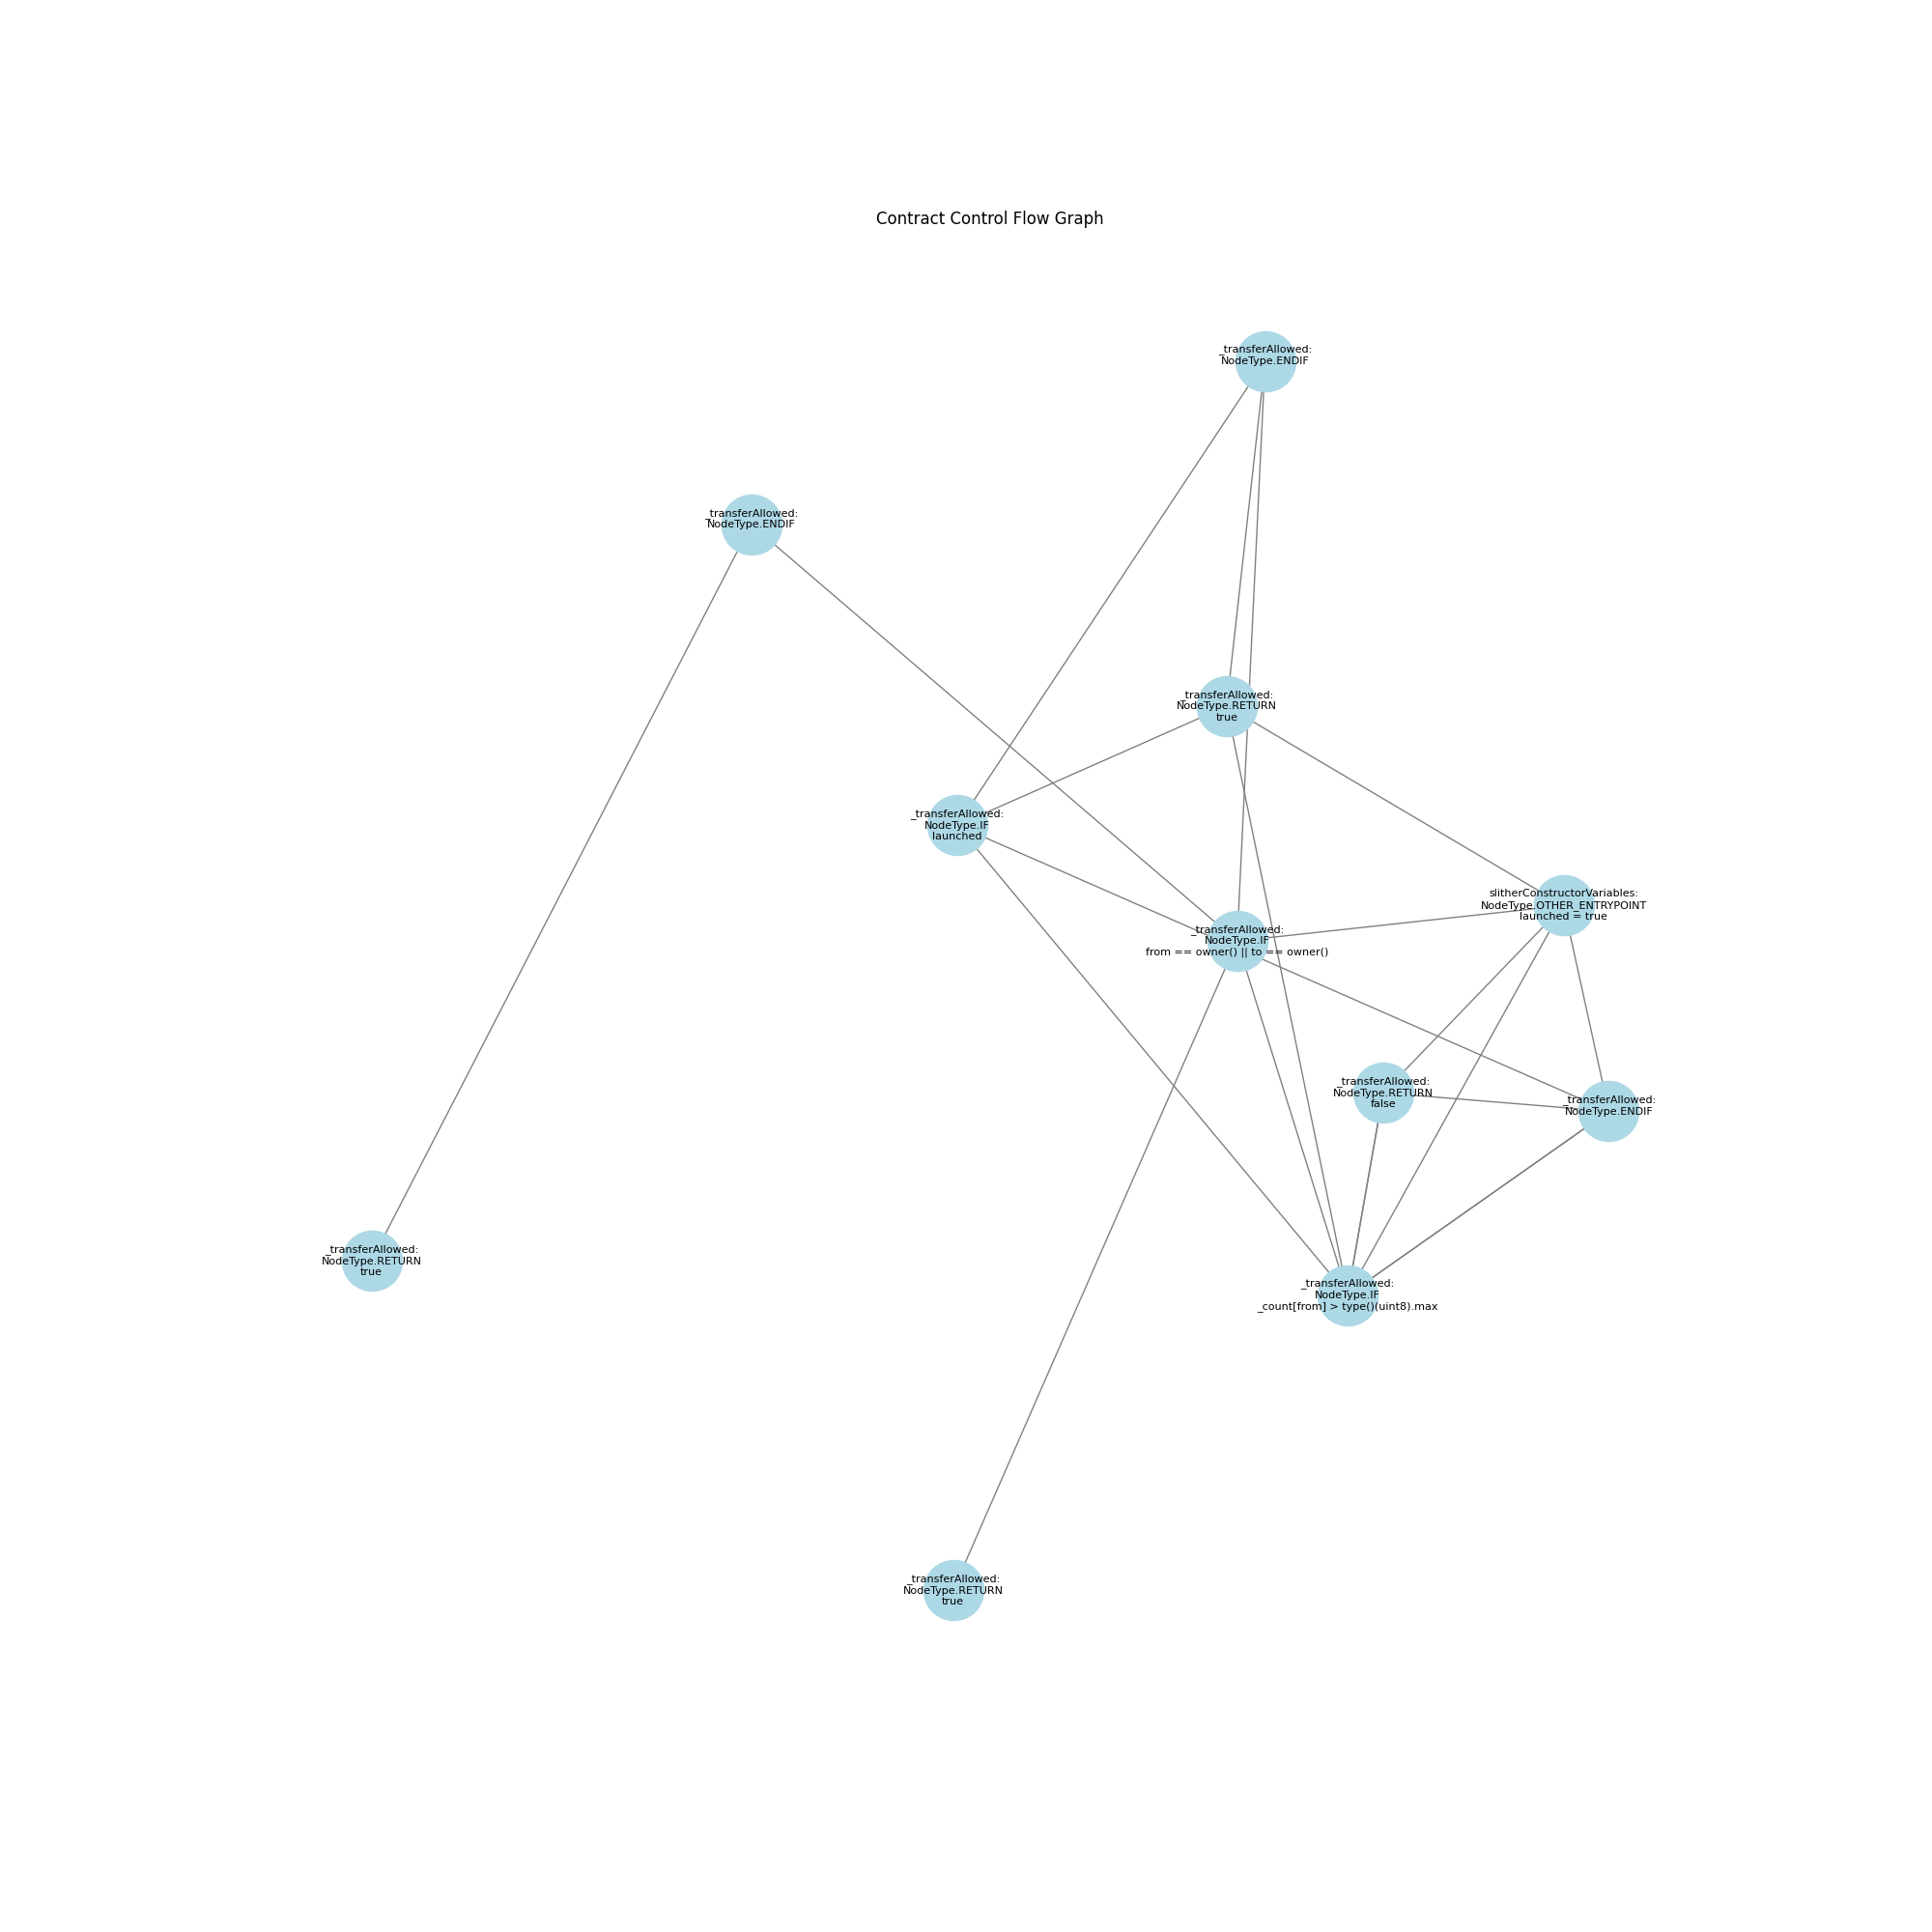 Contract Control Flow Graph
_transferAllowed:
NodeType.ENDIF
_transferAllowed:
NodeType.ENDIF
_transferAllowed:
NodeType.RETURN
true
_transferAllowed:
NodeType.IF
launched
slitherConstructorVariables:
NodeType.OTHER_ENTRYPOINT
launched = true
_transferAllowed:
NodeType.IF
from == owner() || to == owner()
_transferAllowed:
NodeType.RETURN
false
_transferAllowed:
NodeType.ENDIF
_transferAllowed:
NodeType.RETURN
true
_transferAllowed:
NodeType.IF
_count[from] > type()(uint8).max
_transferAllowed:
NodeType.RETURN
true